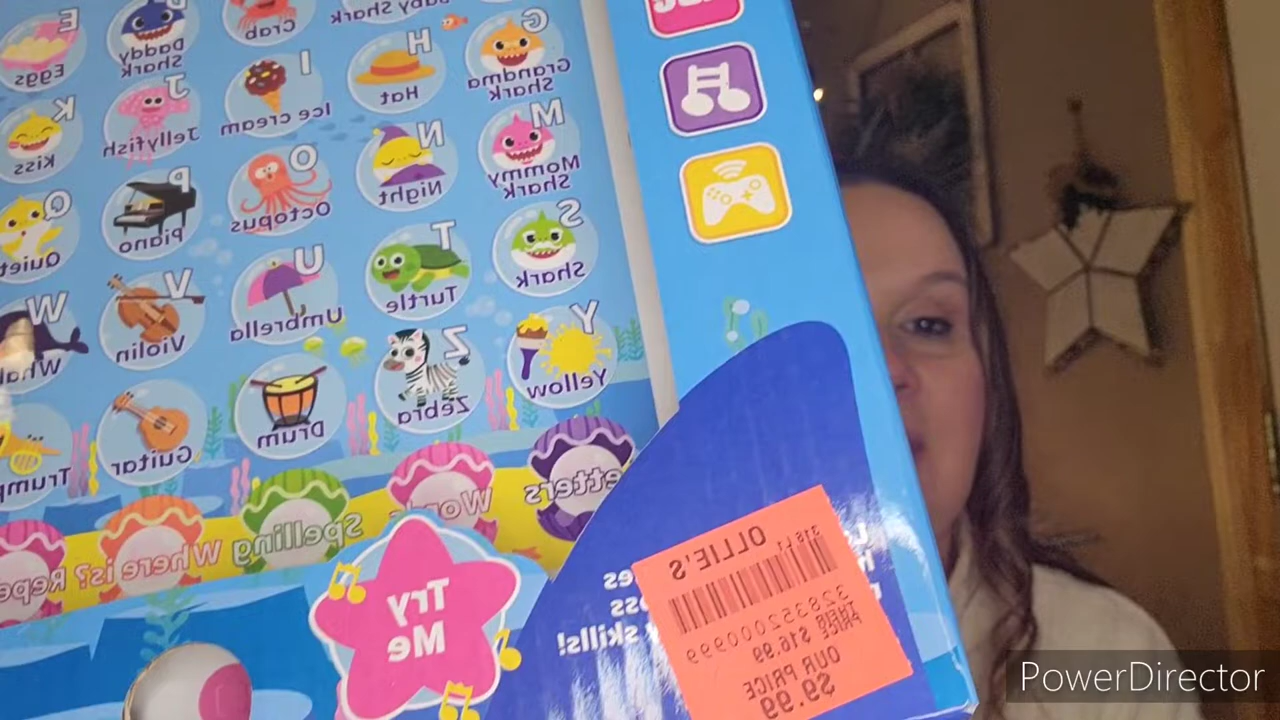 E Eggs
D Daddy Shark
Crab
Baby Shark
K Kiss
J Jellyfish
I Ice cream
H Hat
G Grandma Shark
Q Quiet
P Piano
O Octopus
N Night
M Mommy Shark
W
V Violin
U Umbrella
T Turtle
S Shark
Guitar
Drum
Z Zebra
Y Yellow
Where is?
Spelling
Words
Letters
Try
Me
skills!
OLLIE'S
328352000999
THEIR
PRICE $16.99
OUR PRICE
$9.99
PowerDirector